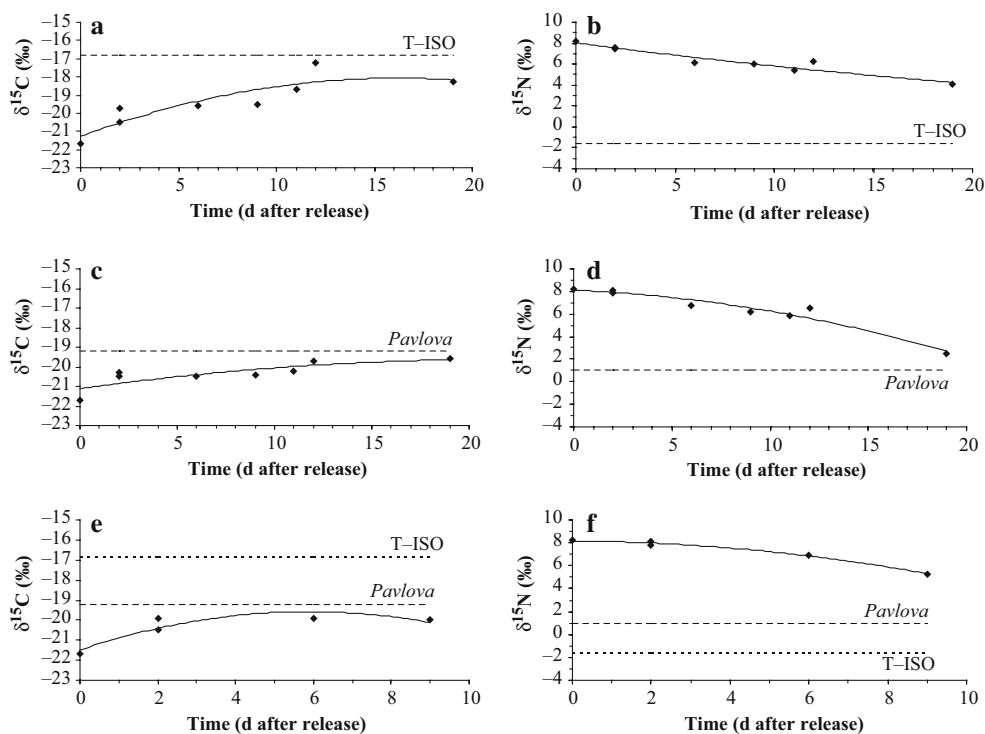 a
δ¹⁵C (‰)
−15
−16
−17
−18
−19
−20
−21
−22
−23
T–ISO
0 5 10 15 20
Time (d after release)
b
δ¹⁵N (‰)
10
8
6
4
2
0
−2
−4
T–ISO
0 5 10 15 20
Time (d after release)
c
δ¹⁵C (‰)
−15
−16
−17
−18
−19
−20
−21
−22
−23
Pavlova
0 5 10 15 20
Time (d after release)
d
δ¹⁵N (‰)
10
8
6
4
2
0
−2
−4
Pavlova
0 5 10 15 20
Time (d after release)
e
δ¹⁵C (‰)
−15
−16
−17
−18
−19
−20
−21
−22
−23
T–ISO
Pavlova
0 2 4 6 8 10
Time (d after release)
f
δ¹⁵N (‰)
10
8
6
4
2
0
−2
−4
Pavlova
T–ISO
0 2 4 6 8 10
Time (d after release)